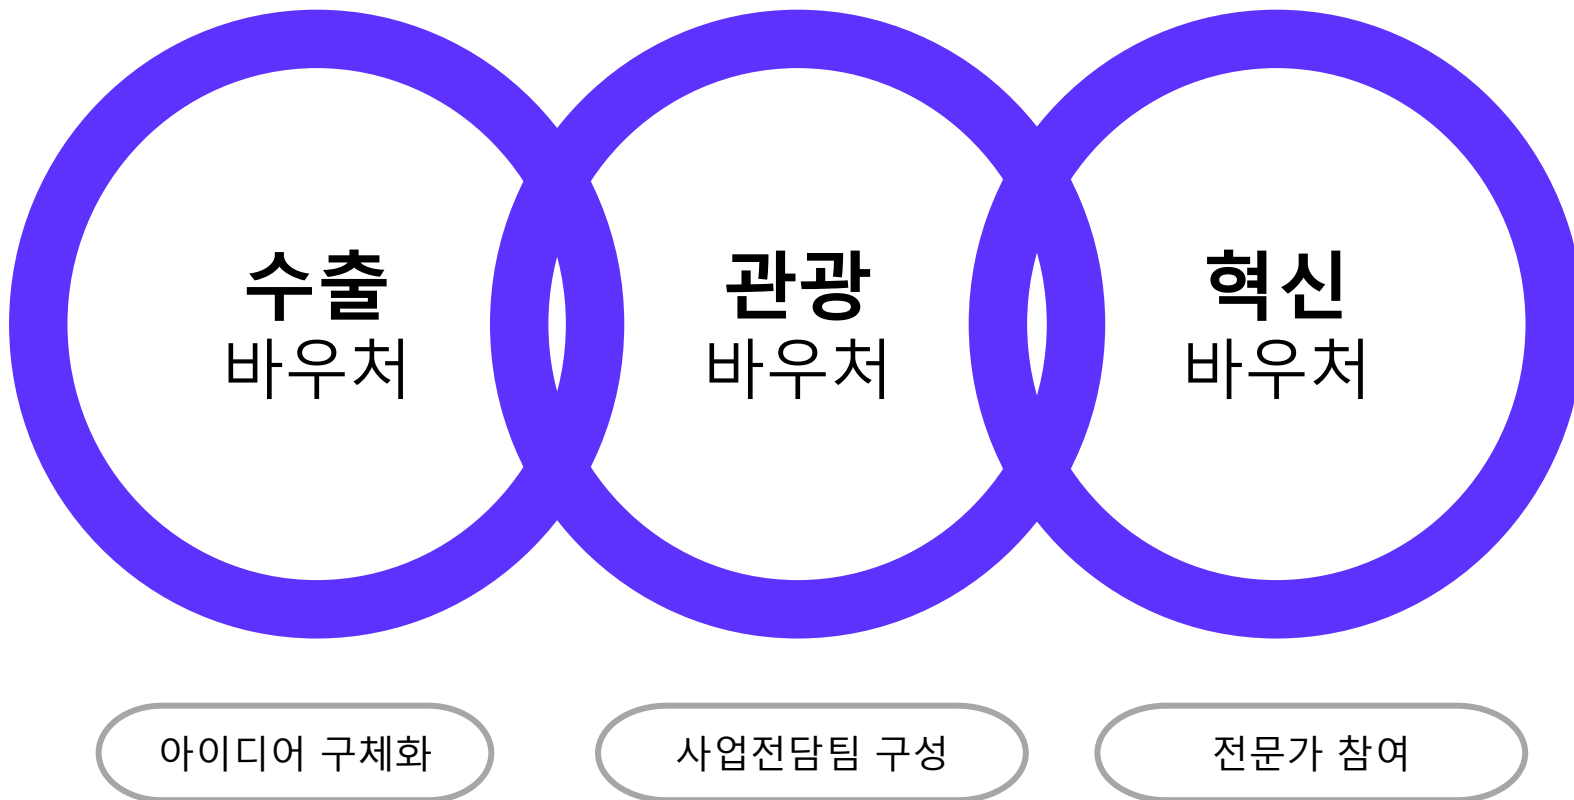 수출
바우처
관광
바우처
혁신
바우처
아이디어 구체화
사업전담팀 구성
전문가 참여